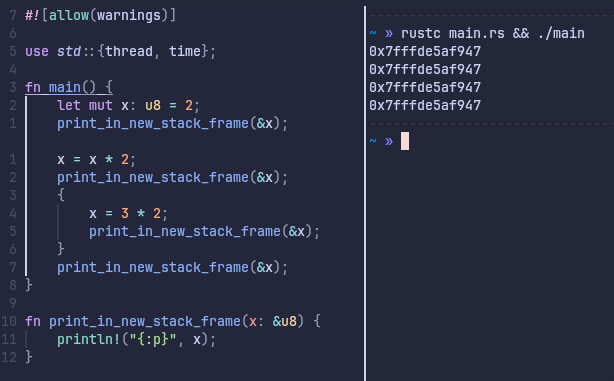 7 #![allow(warnings)]
6
5 use std::{thread, time};
4
3 fn main() {
2     let mut x: u8 = 2;
1     print_in_new_stack_frame(&x);

1     x = x * 2;
2     print_in_new_stack_frame(&x);
3     {
4         x = 3 * 2;
5         print_in_new_stack_frame(&x);
6     }
7     print_in_new_stack_frame(&x);
8 }
9
10 fn print_in_new_stack_frame(x: &u8) {
11     println!("{:p}", x);
12 }
~ » rustc main.rs && ./main
0x7fffde5af947
0x7fffde5af947
0x7fffde5af947
0x7fffde5af947
~ »